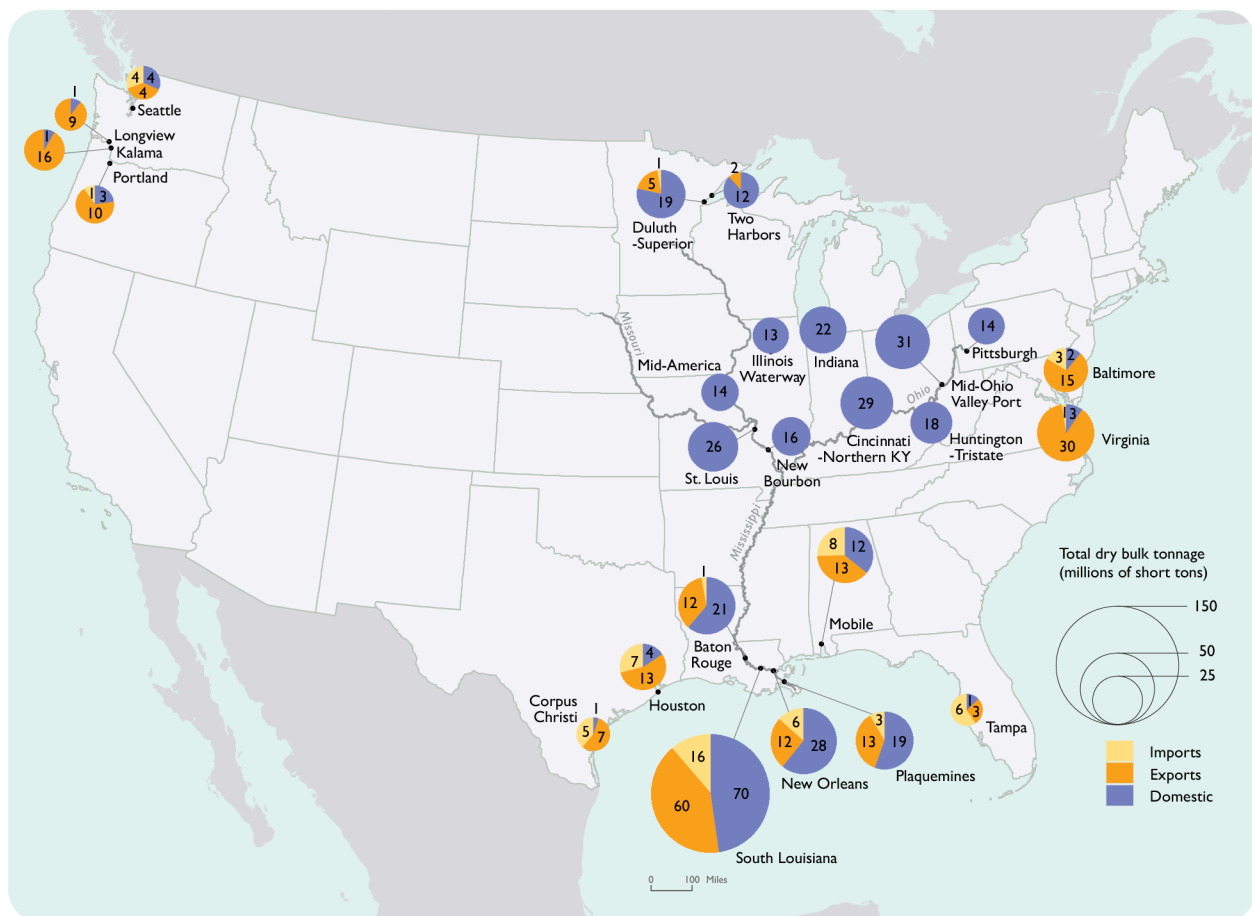 4 4
4
Seattle
1
9
Longview
1
16
Kalama
Portland
1 3
10
1
5
19
Duluth
-Superior
2
12
Two
Harbors
Missouri
Mid-America
14
13
Illinois
Waterway
22
Indiana
31
14
Pittsburgh
Mid-Ohio
Valley Port
Ohio
3 2
15
Baltimore
26
St. Louis
16
New
Bourbon
29
Cincinnati
-Northern KY
18
Huntington
-Tristate
1 3
30
Virginia
Mississippi
8 12
13
Mobile
1
12 21
Baton
Rouge
7 4
13
Houston
Corpus
Christi
1
5 7
16
60 70
South Louisiana
6
12 28
New Orleans
3
13 19
Plaquemines
1
6 3
Tampa
Total dry bulk tonnage
(millions of short tons)
150
50
25
Imports
Exports
Domestic
0 100 Miles